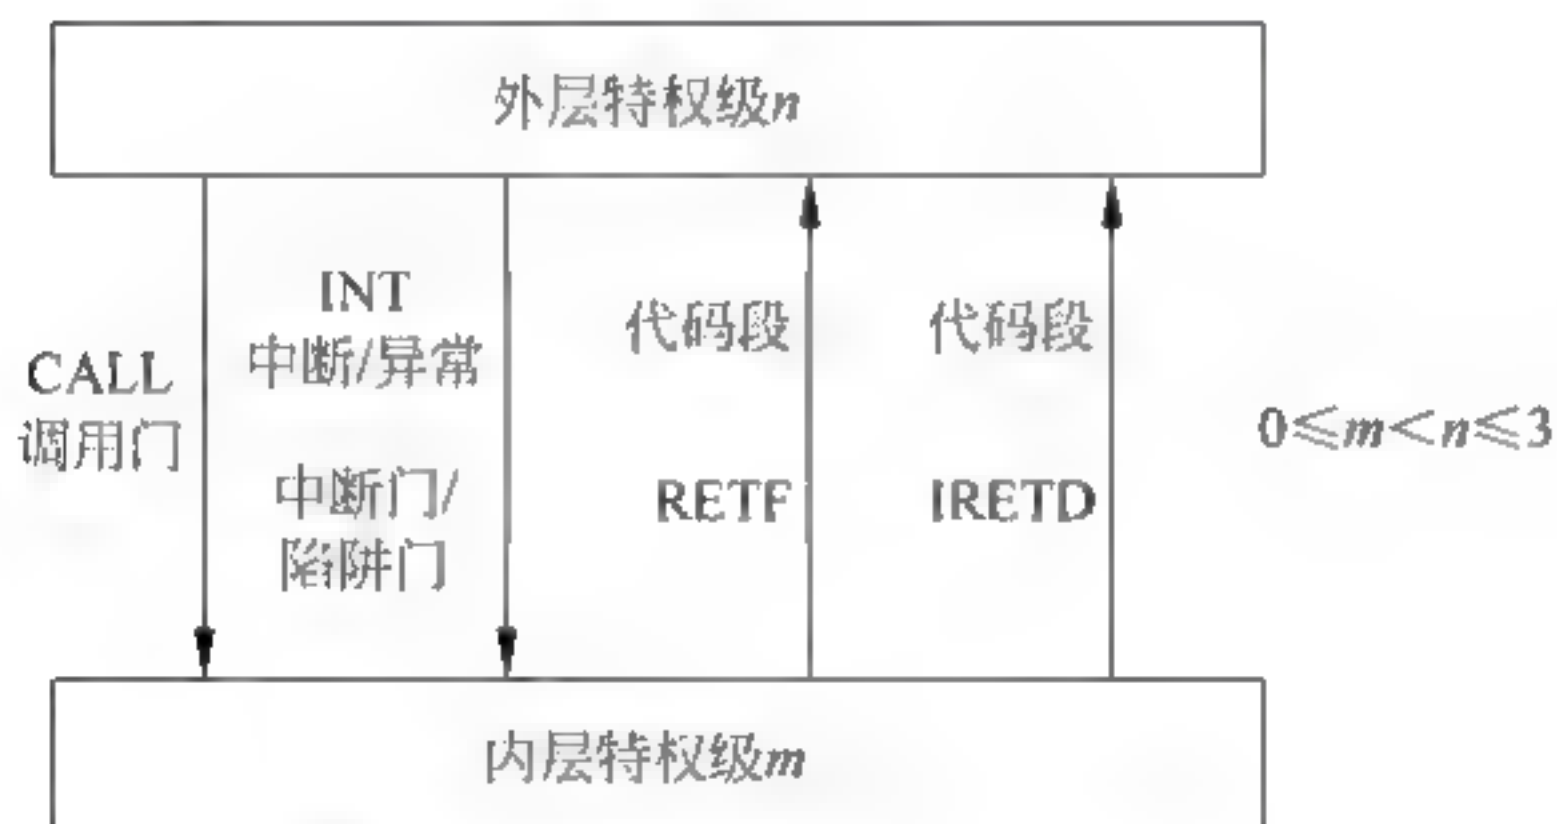 外层特权级n
CALL
调用门
INT
中断/异常
中断门/
陷阱门
代码段
RETF
代码段
IRETD
0≤m<n≤3
内层特权级m